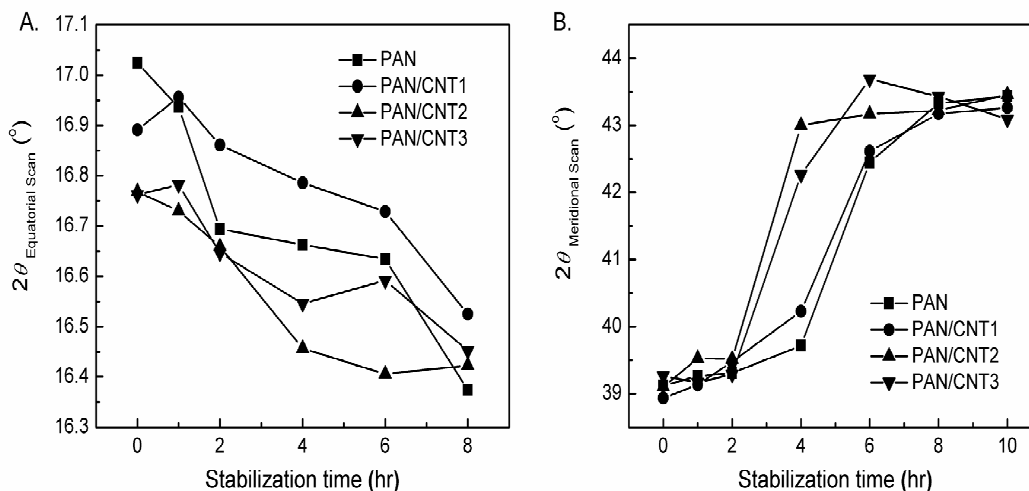 A.
17.1
17.0
16.9
16.8
16.7
16.6
16.5
16.4
16.3
2θ Equatorial Scan (°)
0 2 4 6 8
Stabilization time (hr)
PAN
PAN/CNT1
PAN/CNT2
PAN/CNT3
B.
44
43
42
41
40
39
2θ Meridional Scan (°)
0 2 4 6 8 10
Stabilization time (hr)
PAN
PAN/CNT1
PAN/CNT2
PAN/CNT3